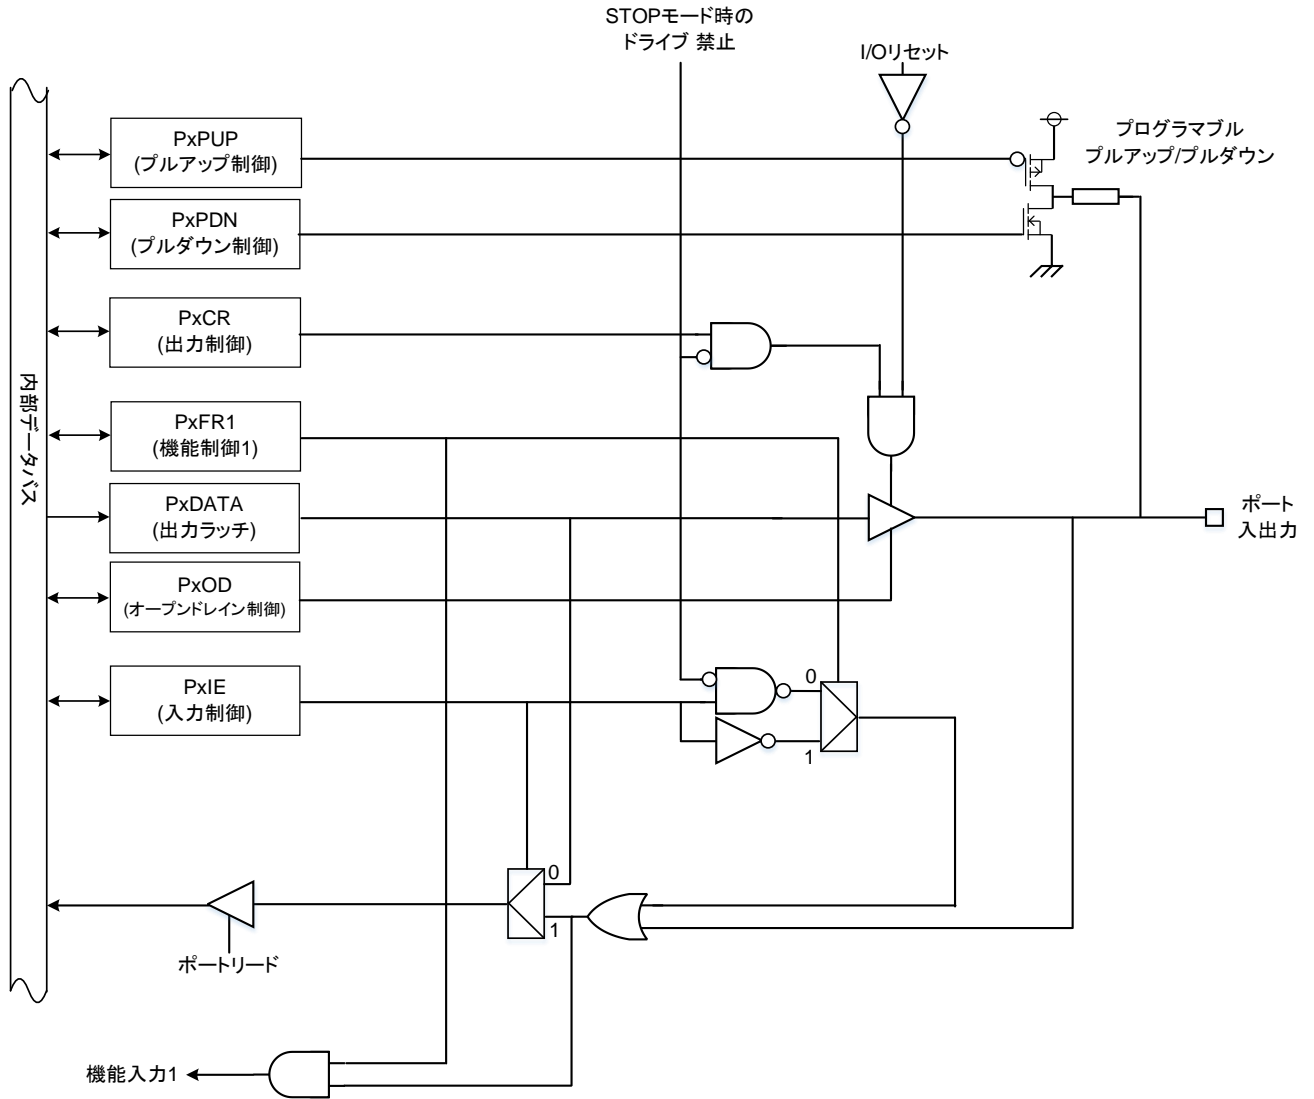 STOPモード時の
ドライブ 禁止
I/Oリセット
プログラマブル
プルアップ/プルダウン
PxPUP
(プルアップ制御)
PxPDN
(プルダウン制御)
PxCR
(出力制御)
内部データバス
PxFR1
(機能制御1)
PxDATA
(出力ラッチ)
ポート
入出力
PxOD
(オープンドレイン制御)
PxIE
(入力制御)
0
1
0
1
ポートリード
機能入力1